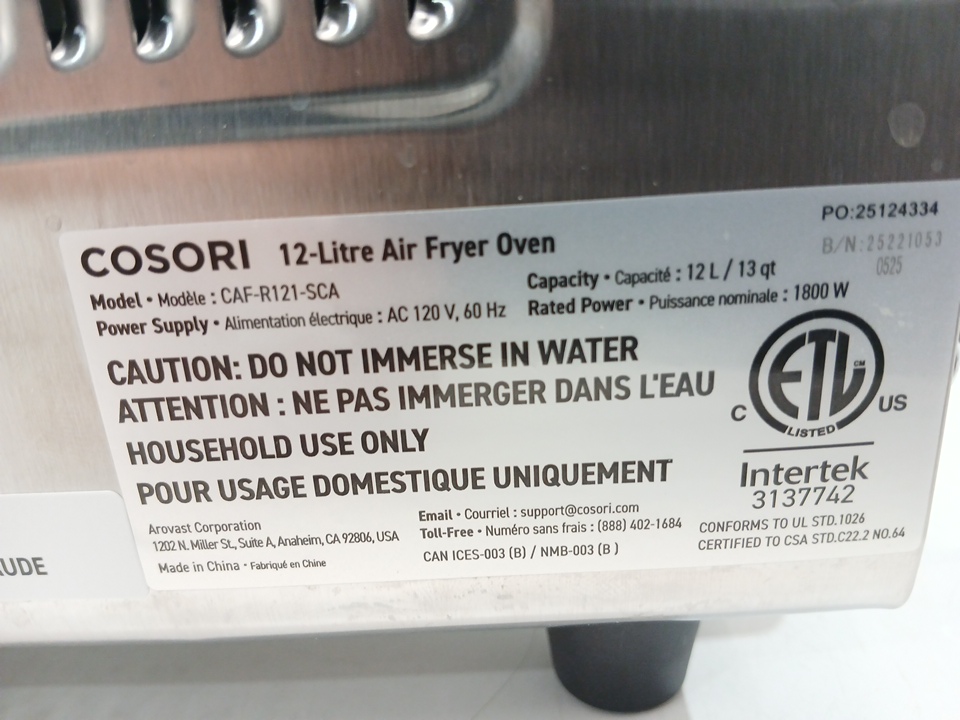 COSORI 12-Litre Air Fryer Oven
PO:25124334
B/N:25221053
0525
Model • Modèle : CAF-R121-SCA
Capacity • Capacité : 12 L / 13 qt
Power Supply • Alimentation électrique : AC 120 V, 60 Hz
Rated Power • Puissance nominale : 1800 W
CAUTION: DO NOT IMMERSE IN WATER
ATTENTION : NE PAS IMMERGER DANS L'EAU
HOUSEHOLD USE ONLY
POUR USAGE DOMESTIQUE UNIQUEMENT
ETL CM
C US
LISTED
Intertek
3137742
CONFORMS TO UL STD.1026
CERTIFIED TO CSA STD.C22.2 NO.64
Arovast Corporation
1202 N. Miller St., Suite A, Anaheim, CA 92806, USA
Made in China • Fabriqué en Chine
Email • Courriel : support@cosori.com
Toll-Free • Numéro sans frais : (888) 402-1684
CAN ICES-003 (B) / NMB-003 (B )